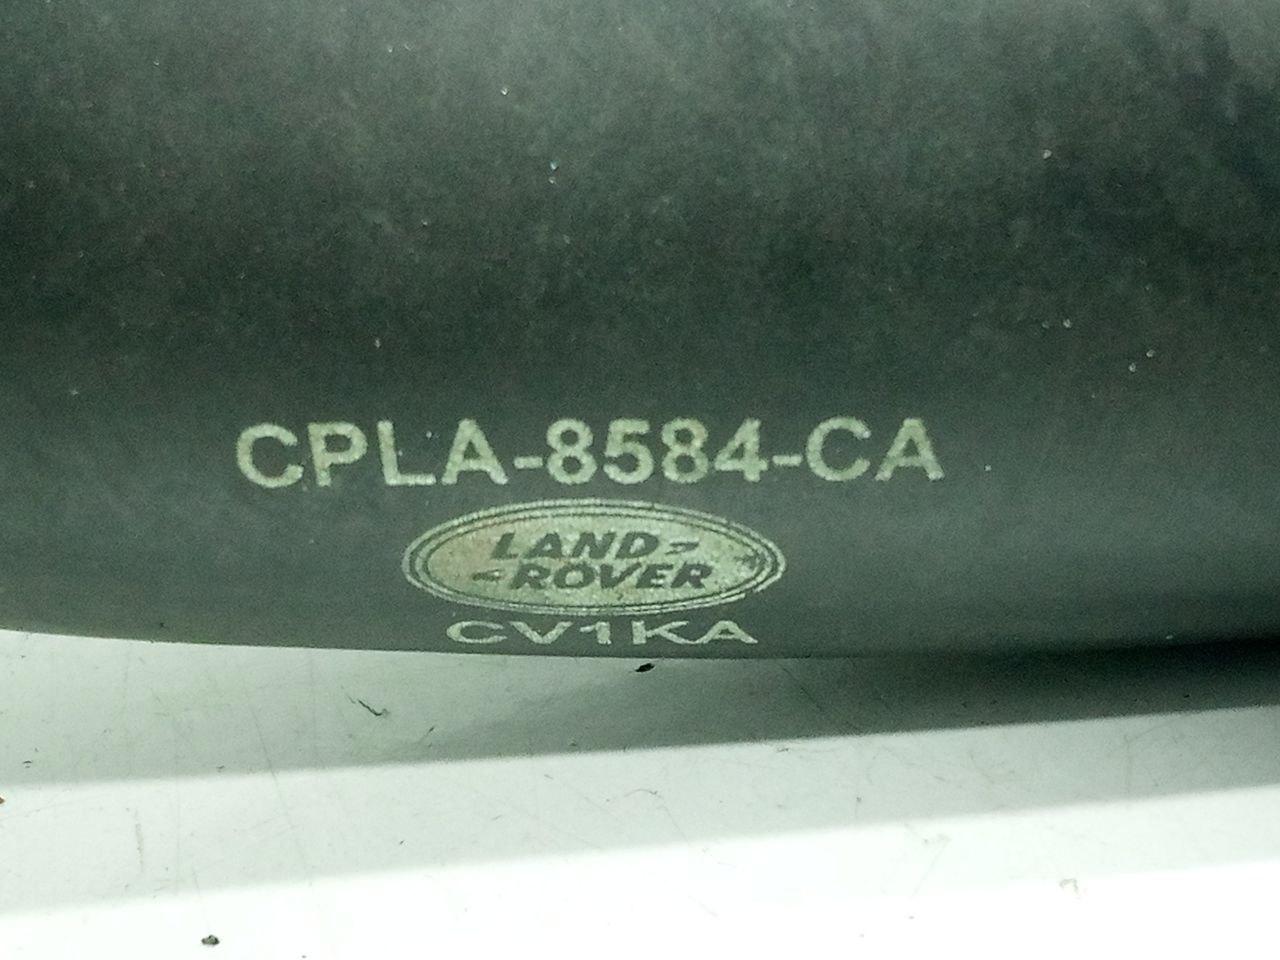 CPLA-8584-CA
LAND
ROVER
CV1KA